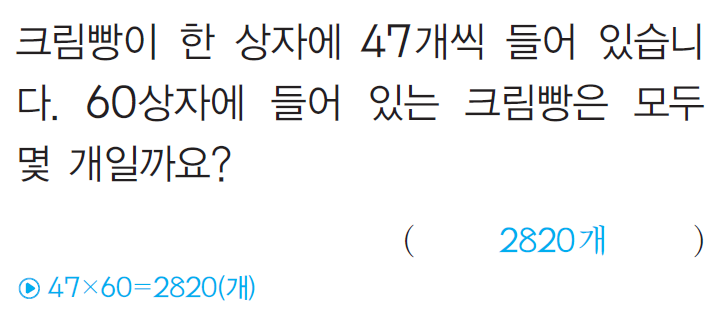 크림빵이 한 상자에 47개씩 들어 있습니
다. 60상자에 들어 있는 크림빵은 모두
몇 개일까요?
( 2820개 )
47×60=2820(개)